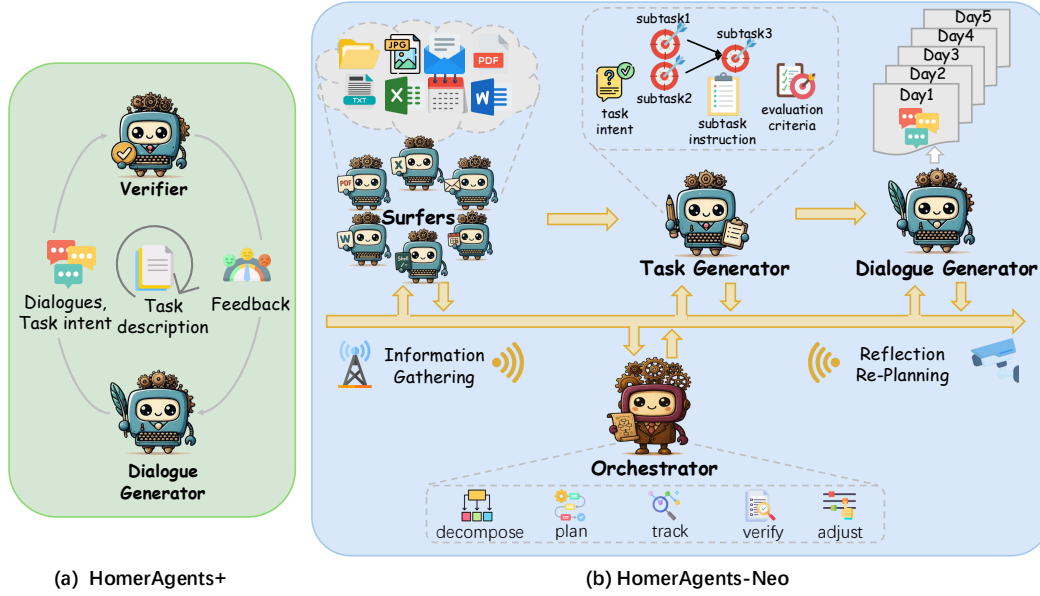 Verifier
Dialogues,
Task intent
Task
description
Feedback
Dialogue
Generator
(a) HomerAgents+
JPG
PDF
TXT
X
W
PDF
X
W
Surfers
subtask1
subtask2
subtask3
task
intent
subtask
instruction
evaluation
criteria
Day5
Day4
Day3
Day2
Day1
Task Generator
Dialogue Generator
Information
Gathering
Reflection
Re-Planning
Orchestrator
decompose
plan
track
verify
adjust
(b) HomerAgents-Neo